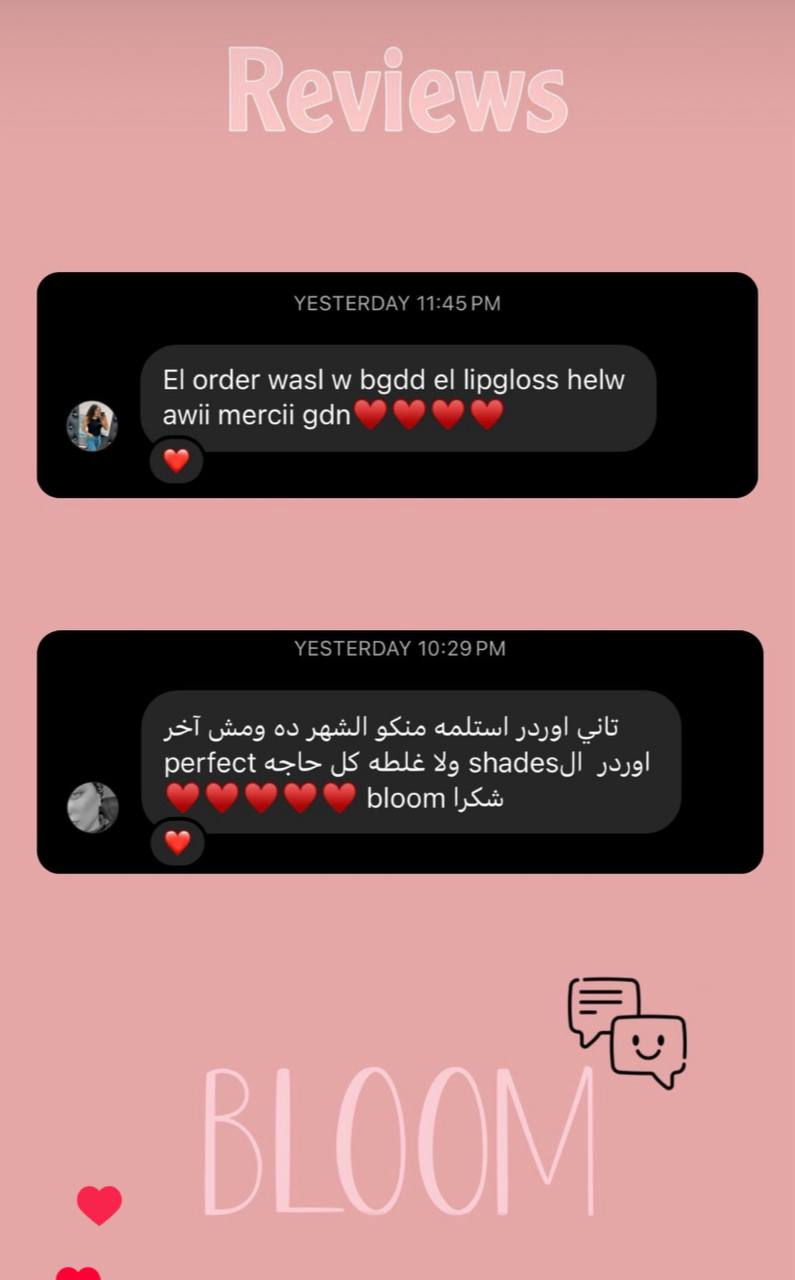 Reviews
YESTERDAY 11:45 PM
El order wasl w bgdd el lipgloss helw
awii mercii gdn❤️❤️❤️❤️
❤️
YESTERDAY 10:29 PM
تاني اوردر استلمه منكو الشهر ده ومش آخر
اوردر الshades ولا غلطه كل حاجه perfect
شكرا bloom ❤️❤️❤️❤️❤️
❤️
BLOOM